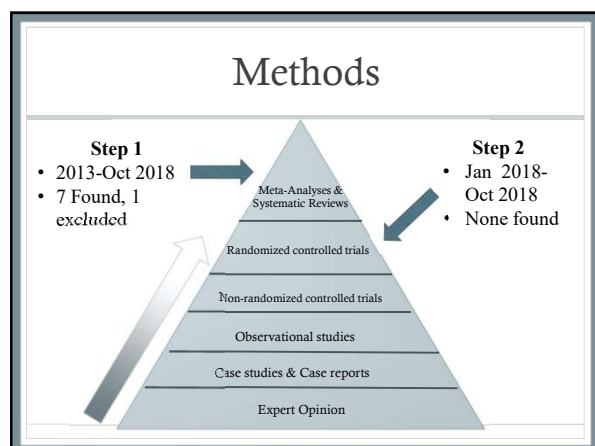 Methods
Step 1
• 2013-Oct 2018
• 7 Found, 1
excluded
Step 2
• Jan 2018-
Oct 2018
• None found
Meta-Analyses &
Systematic Reviews
Randomized controlled trials
Non-randomized controlled trials
Observational studies
Case studies & Case reports
Expert Opinion